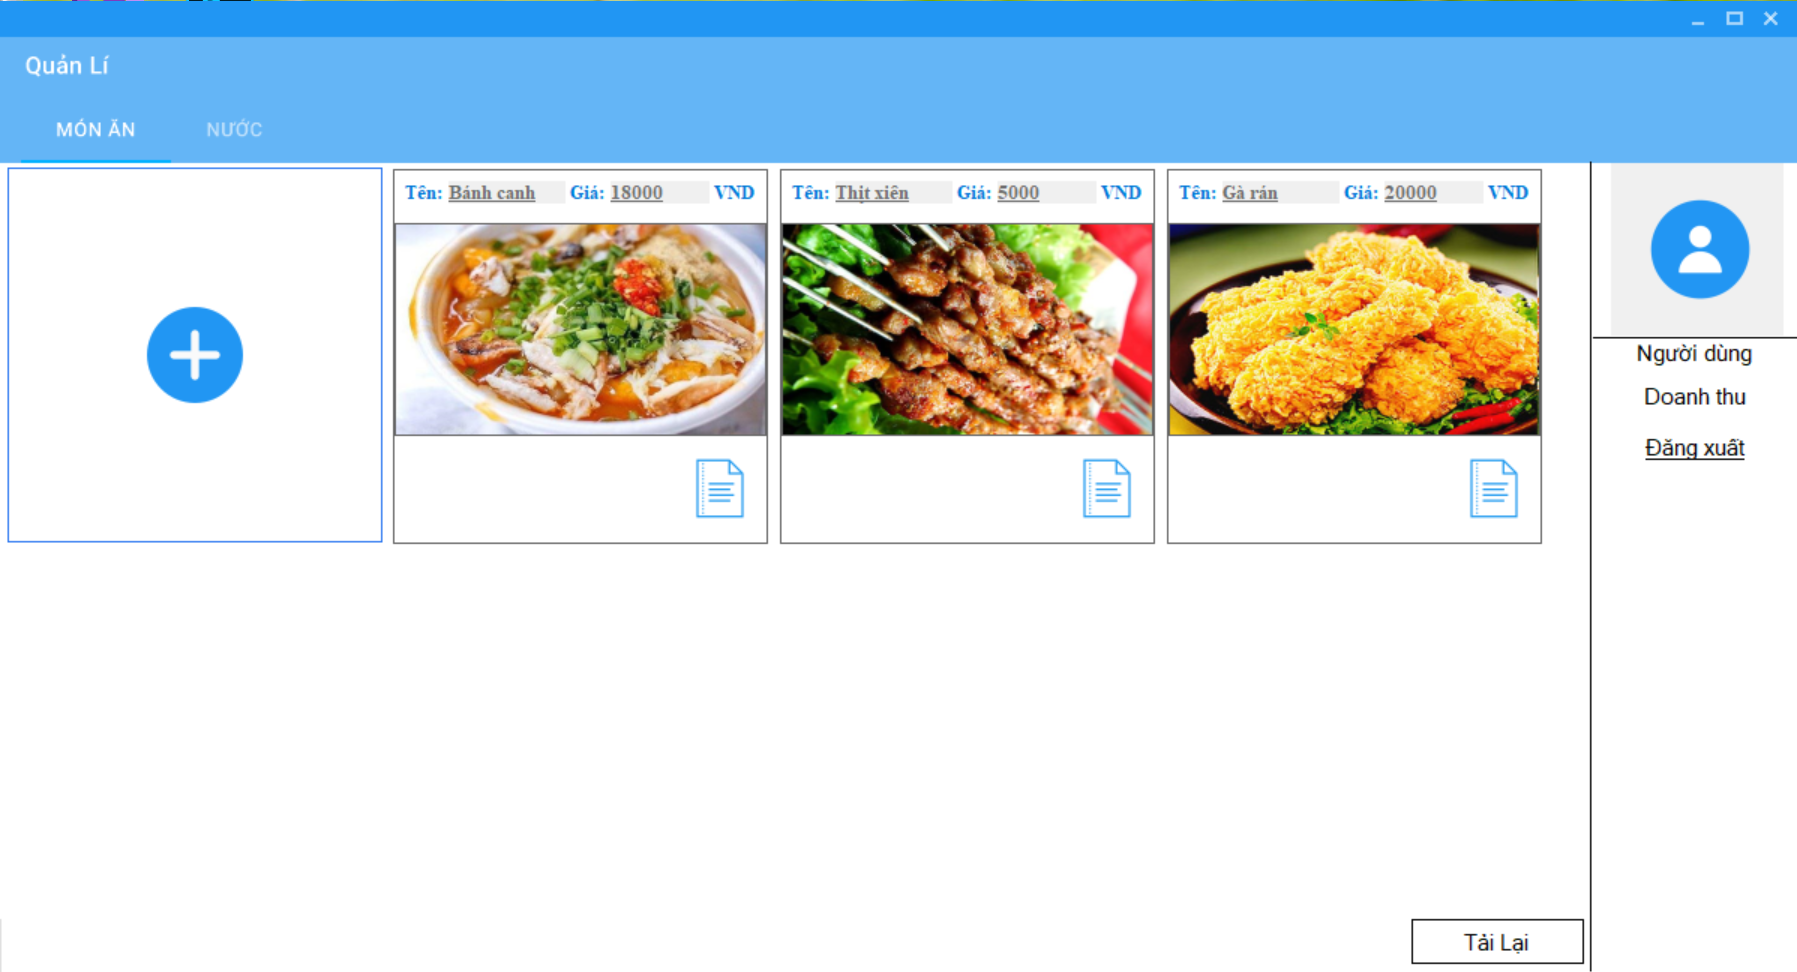 Quản Lí
MÓN ĂN NƯỚC
Tên: Bánh canh Giá: 18000 VND
Tên: Thịt xiên Giá: 5000 VND
Tên: Gà rán Giá: 20000 VND
Người dùng
Doanh thu
Đăng xuất
Tải Lại